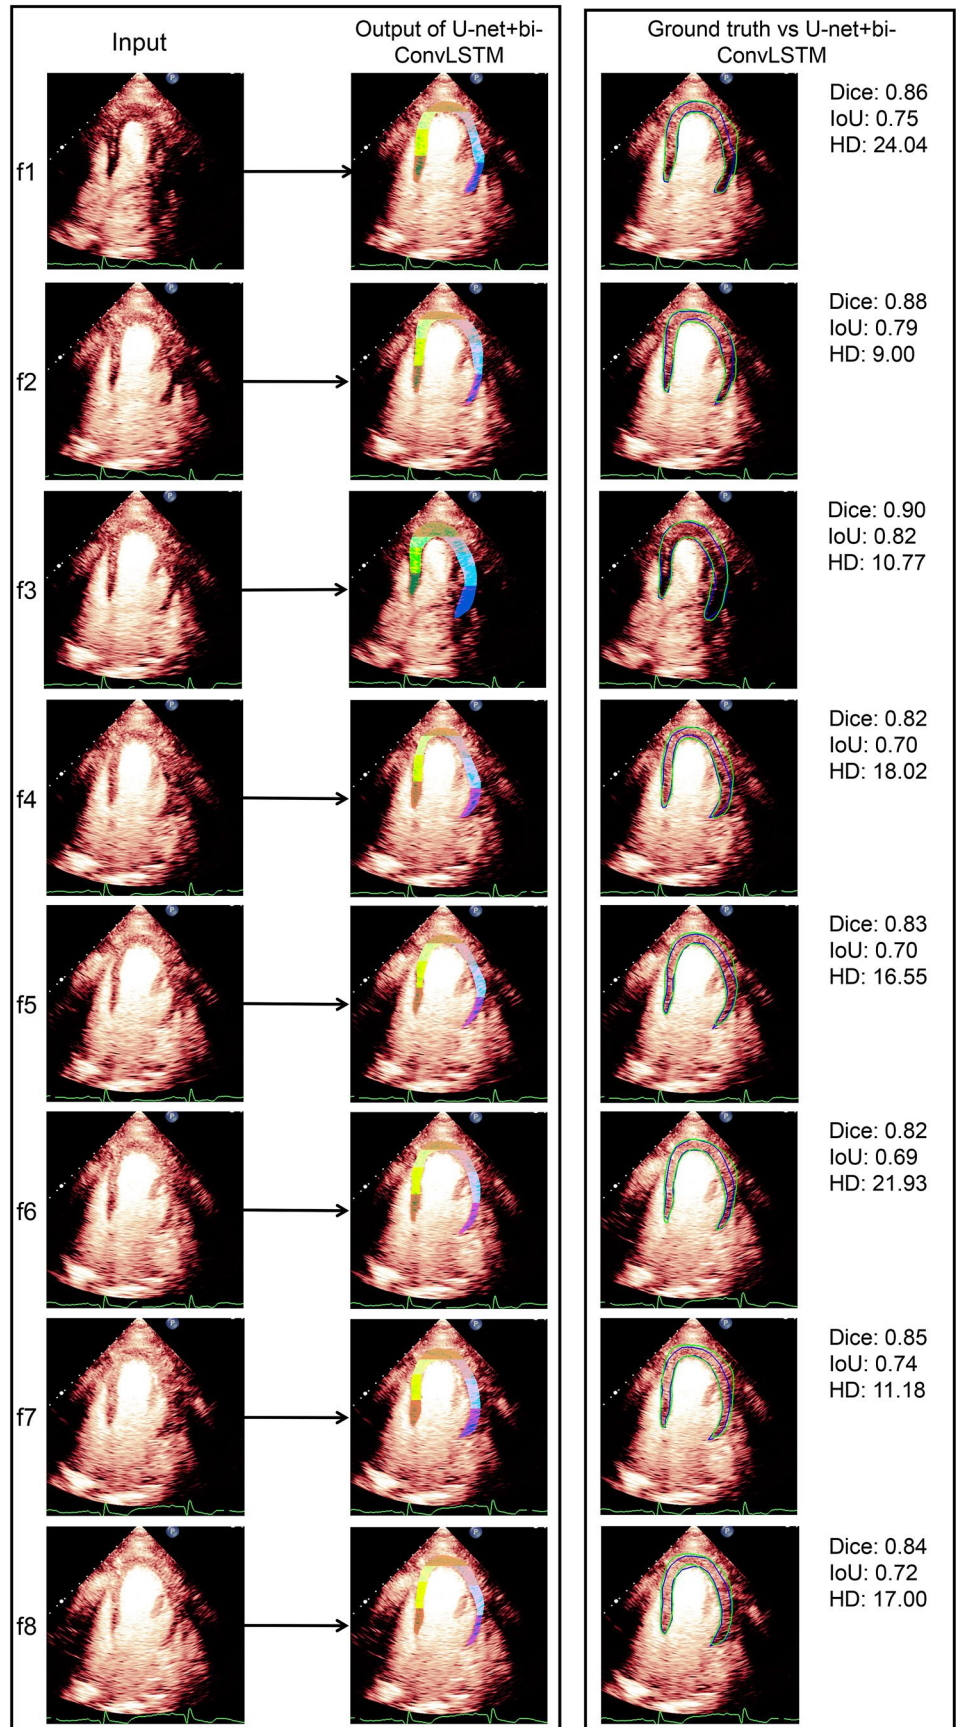 Input
Output of U-net+bi-
ConvLSTM
Ground truth vs U-net+bi-
ConvLSTM
f1
P
P
P
Dice: 0.86
IoU: 0.75
HD: 24.04
f2
P
P
P
Dice: 0.88
IoU: 0.79
HD: 9.00
f3
P
P
P
Dice: 0.90
IoU: 0.82
HD: 10.77
f4
P
P
P
Dice: 0.82
IoU: 0.70
HD: 18.02
f5
P
P
P
Dice: 0.83
IoU: 0.70
HD: 16.55
f6
P
P
P
Dice: 0.82
IoU: 0.69
HD: 21.93
f7
P
P
P
Dice: 0.85
IoU: 0.74
HD: 11.18
f8
P
P
P
Dice: 0.84
IoU: 0.72
HD: 17.00